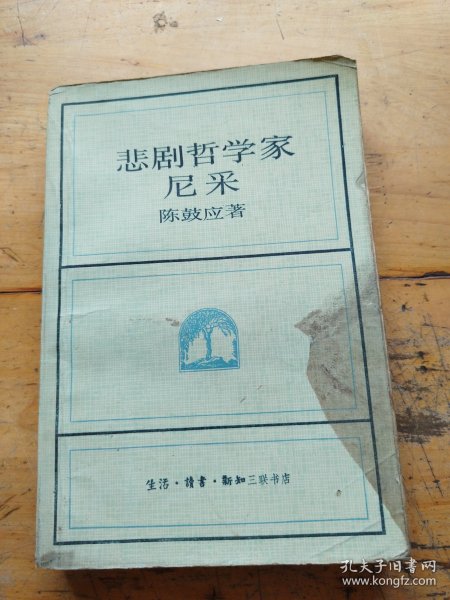 悲剧哲学家
尼采
陈鼓应著
生活·讀書·新知三联书店
孔夫子旧书网
www.kongfz.com